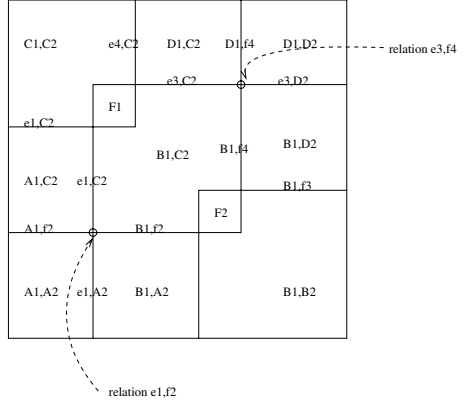 C1,C2 e4,C2 D1,C2 D1,f4 D1,D2
relation e3,f4
e3,C2 e3,D2
F1
e1,C2
B1,C2 B1,f4 B1,D2
A1,C2 e1,C2 B1,f3
F2
A1,f2 B1,f2
A1,A2 e1,A2 B1,A2 B1,B2
relation e1,f2